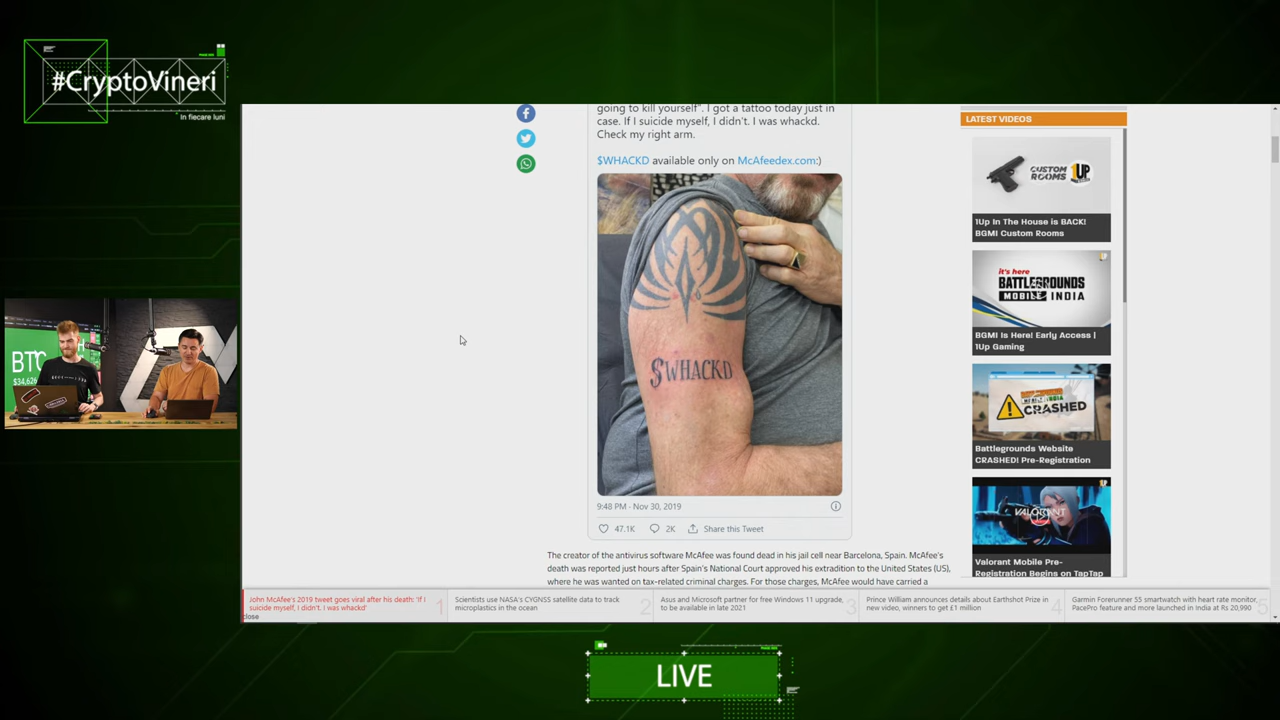 #CryptoVineri
în fiecare luni
BTC
$34,626
going to kill yourself". I got a tattoo today just in
case. If I suicide myself, I didn't. I was whackd.
Check my right arm.
$WHACKD available only on McAfeedex.com:)
$WHACKD
9:48 PM · Nov 30, 2019
47.1K
2K
Share this Tweet
The creator of the antivirus software McAfee was found dead in his jail cell near Barcelona, Spain. McAfee's
death was reported just hours after Spain's National Court approved his extradition to the United States (US),
where he was wanted on tax-related criminal charges. For those charges, McAfee would have carried a
LATEST VIDEOS
CUSTOM
ROOMS
1UP
1Up In The House is BACK!
BGMI Custom Rooms
it's here
BATTLEGROUNDS
MOBILE INDIA
BGMI Is Here! Early Access |
1Up Gaming
CRASHED
Battlegrounds Website
CRASHED! Pre-Registration
VALORANT
Valorant Mobile Pre-
Registration Begins on TapTap
John McAfee's 2019 tweet goes viral after his death: 'If I
suicide myself, I didn't. I was whackd'
1
Scientists use NASA's CYGNSS satellite data to track
microplastics in the ocean
2
Asus and Microsoft partner for free Windows 11 upgrade,
to be available in late 2021
3
Prince William announces details about Earthshot Prize in
new video, winners to get £1 million
4
Garmin Forerunner 55 smartwatch with heart rate monitor,
PacePro feature and more launched in India at Rs 20,990
5
close
LIVE